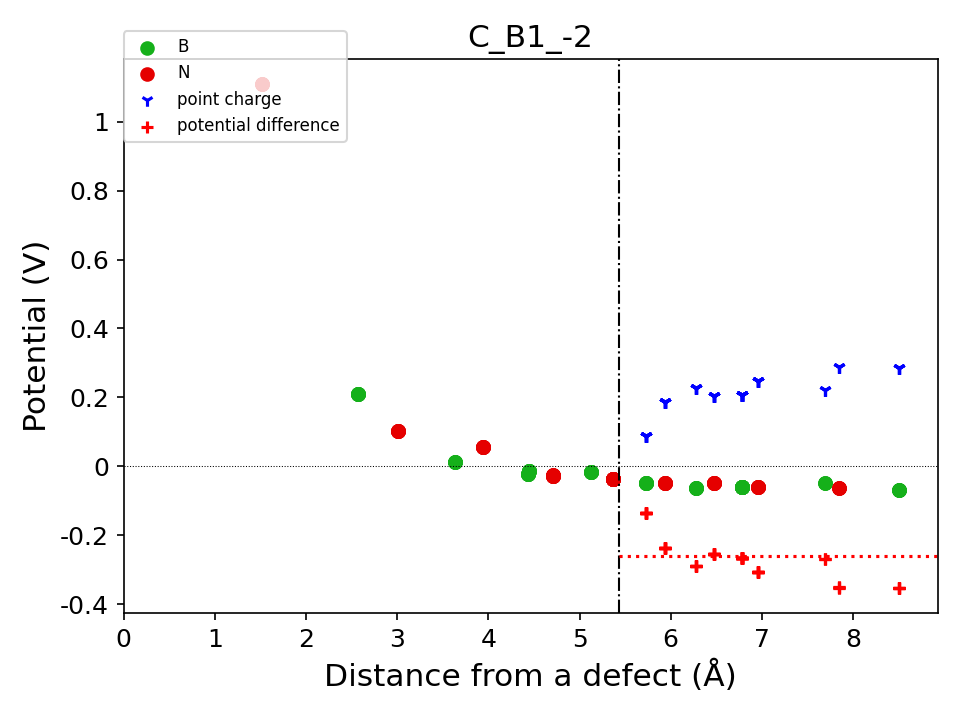 C_B1_-2
B
N
point charge
potential difference
1
0.8
0.6
0.4
0.2
0
-0.2
-0.4
Potential (V)
0 1 2 3 4 5 6 7 8
Distance from a defect (Å)